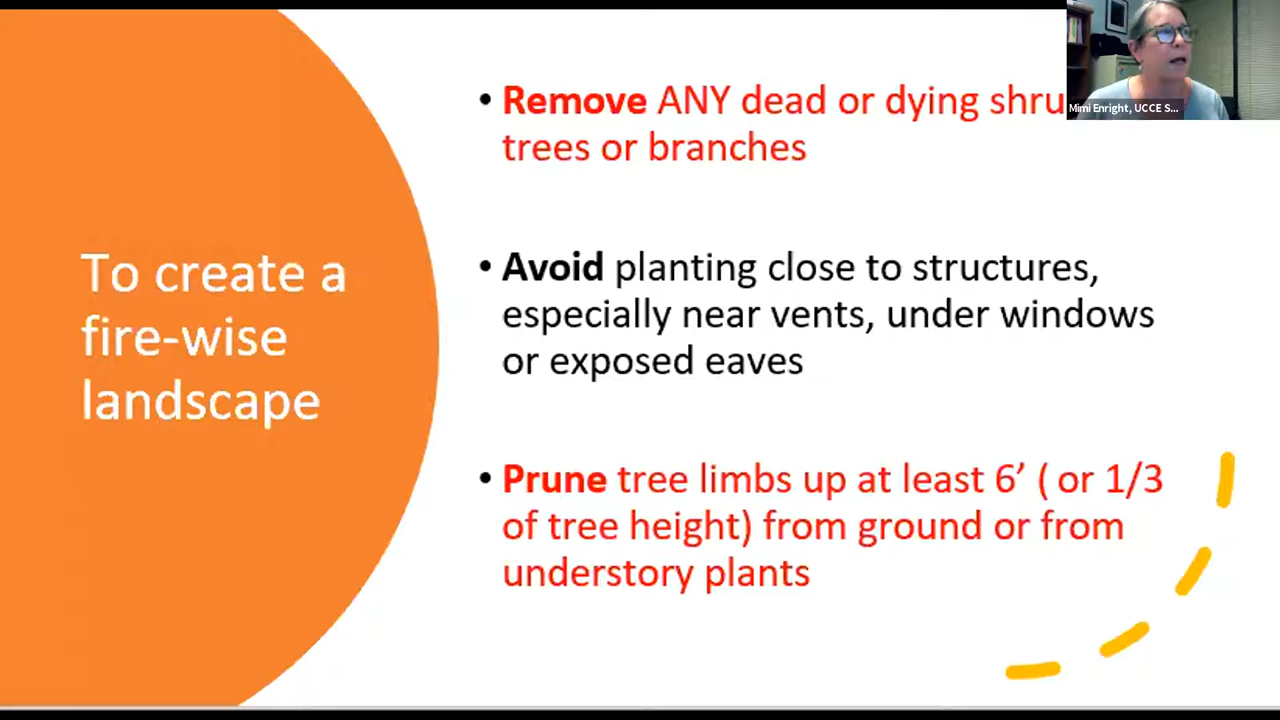 To create a
fire-wise
landscape
• Remove ANY dead or dying shru
trees or branches
• Avoid planting close to structures,
especially near vents, under windows
or exposed eaves
• Prune tree limbs up at least 6’ ( or 1/3
of tree height) from ground or from
understory plants
Mimi Enright, UCCE S...